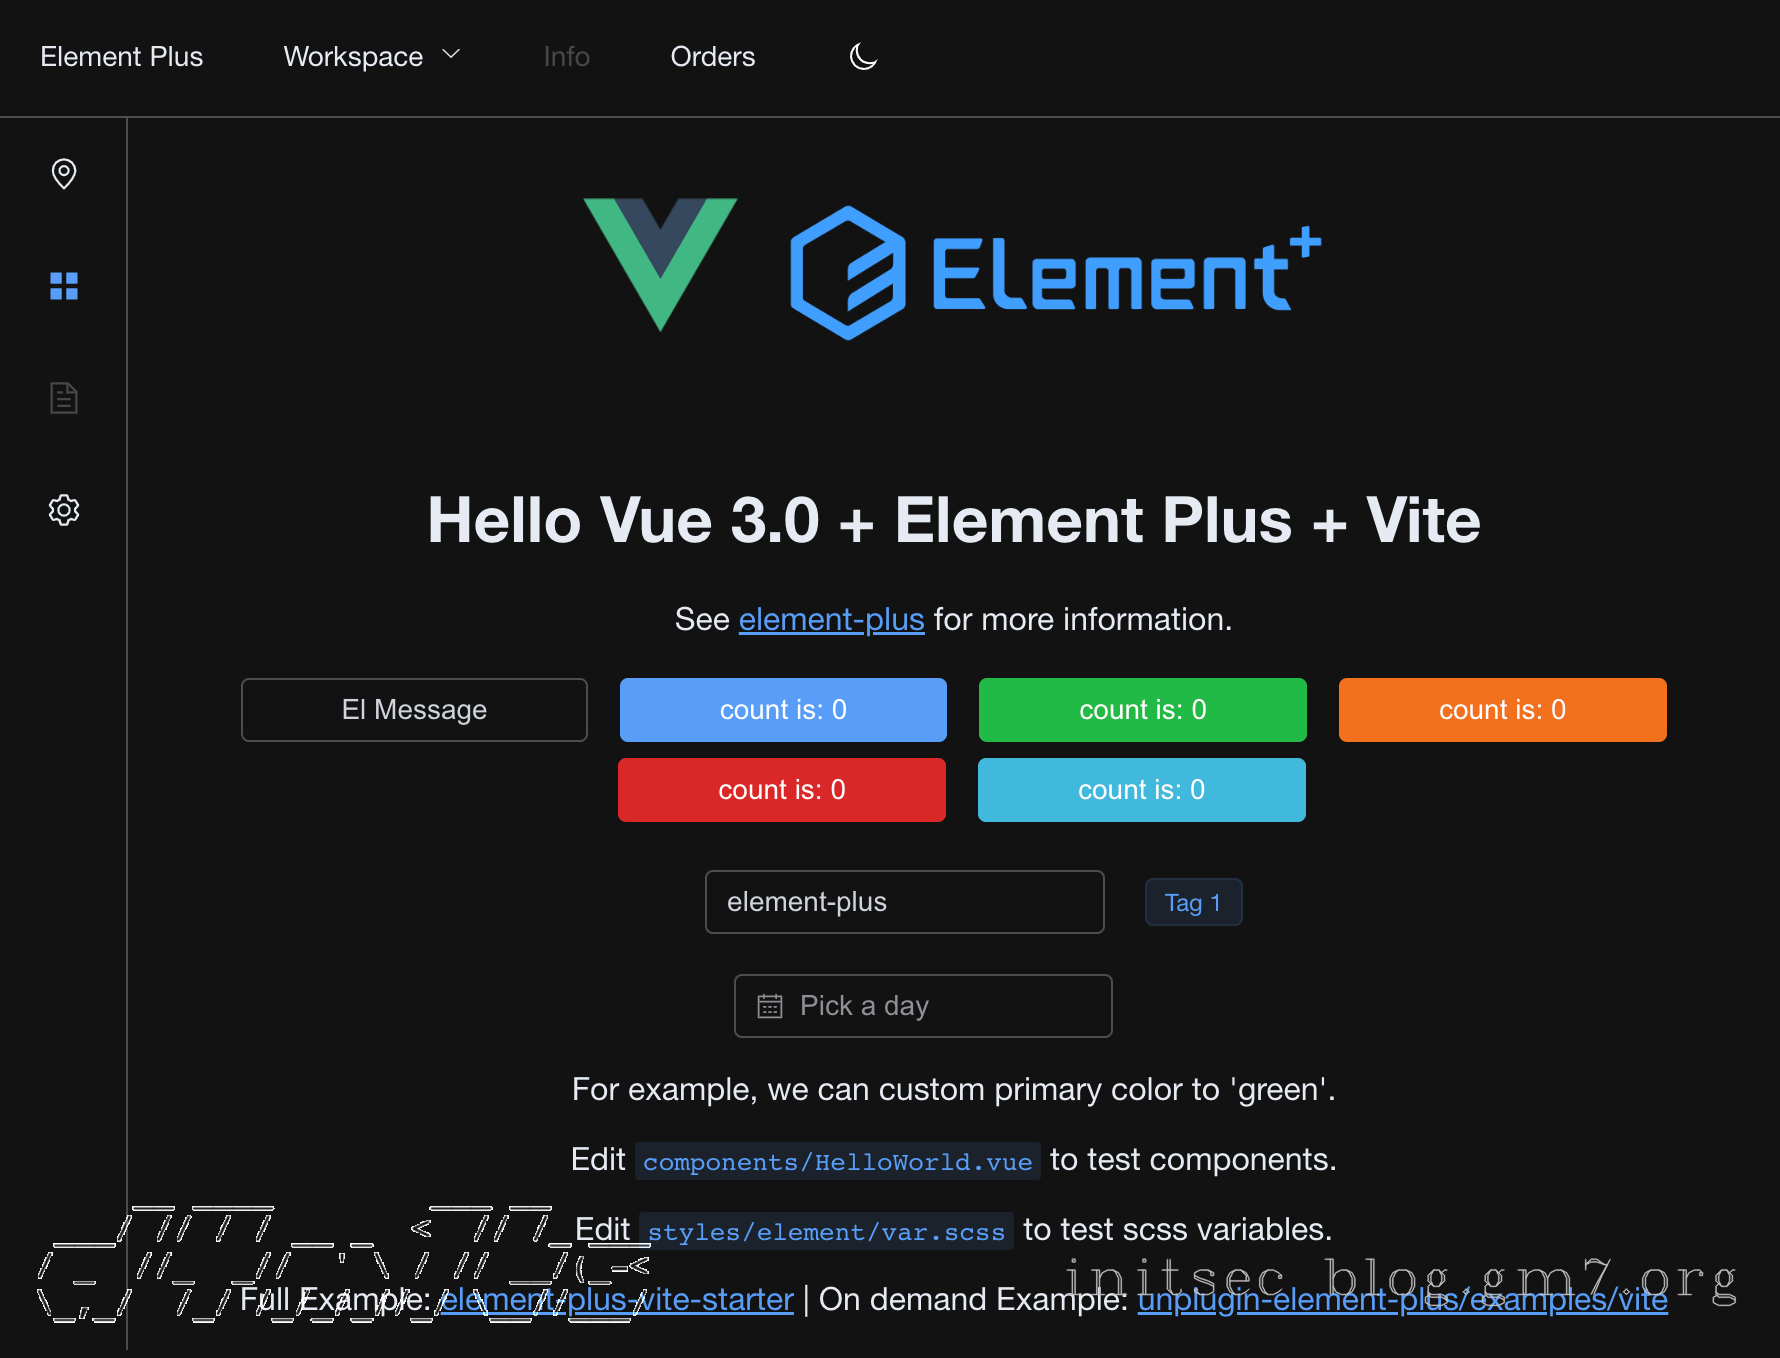 Element Plus Workspace Info Orders
Element+
Hello Vue 3.0 + Element Plus + Vite
See element-plus for more information.
El Message count is: 0 count is: 0 count is: 0
count is: 0 count is: 0
element-plus Tag 1
Pick a day
For example, we can custom primary color to 'green'.
Edit components/HelloWorld.vue to test components.
Edit styles/element/var.scss to test scss variables.
initsec blog.gm7.org
Full Example: element-plus-vite-starter | On demand Example: unplugin-element-plus/examples/vite